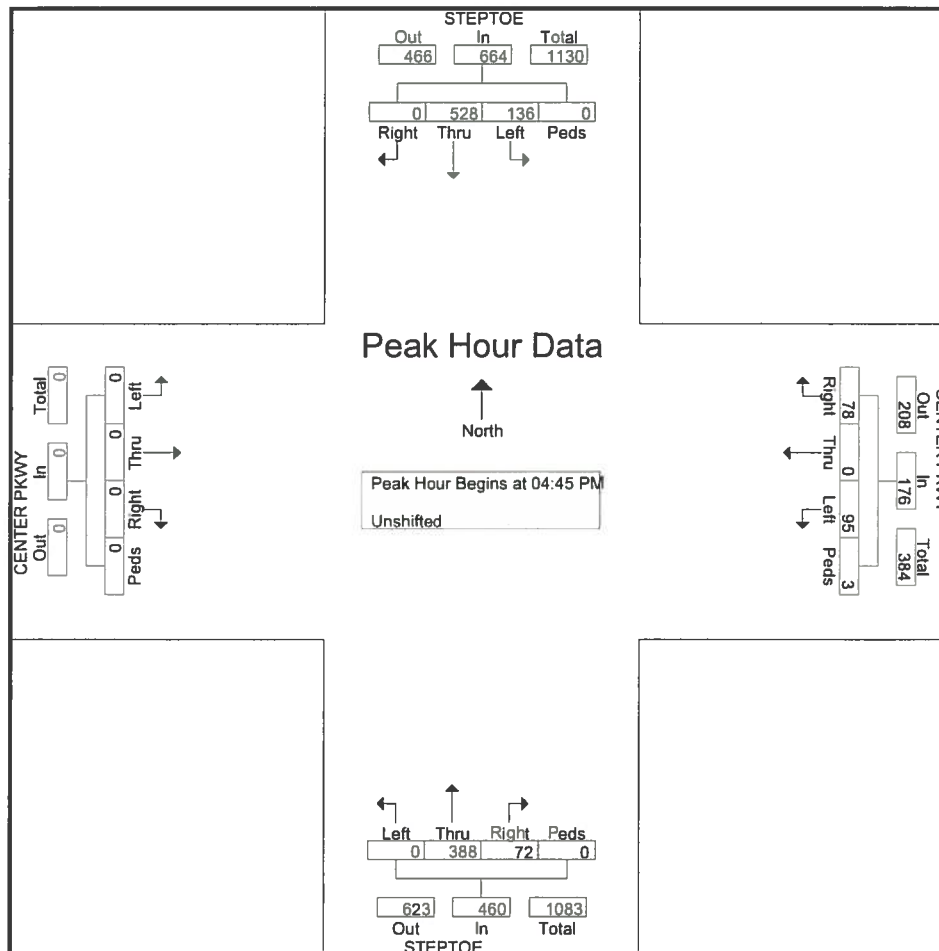 STEPTOE
Out In Total
466 664 1130
0 528 136 0
Right Thru Left Peds
Peak Hour Data
North
Peak Hour Begins at 04:45 PM
Unshifted
CENTER PKWY
Out In Total
0 0 0
0 0 0 0
Left Thru Right Peds
Right Thru Left Peds
78 0 95 3
Out In Total
208 176 384
CENTER PKWY
Left Thru Right Peds
0 388 72 0
623 460 1083
Out In Total
STEPTOE